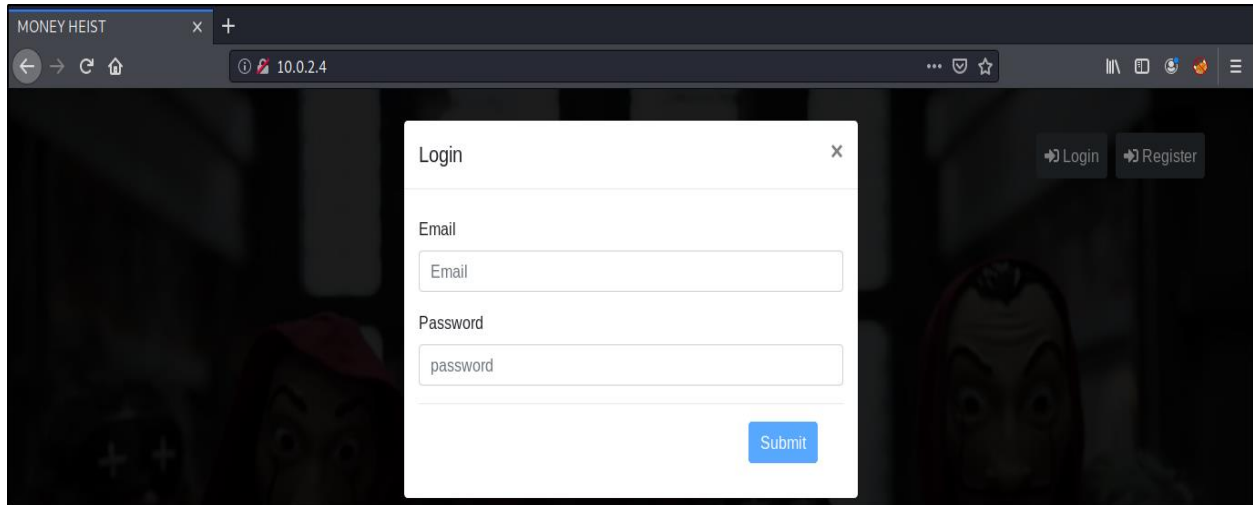 MONEY HEIST
10.0.2.4
Login
Login Register
Email
Email
Password
password
Submit